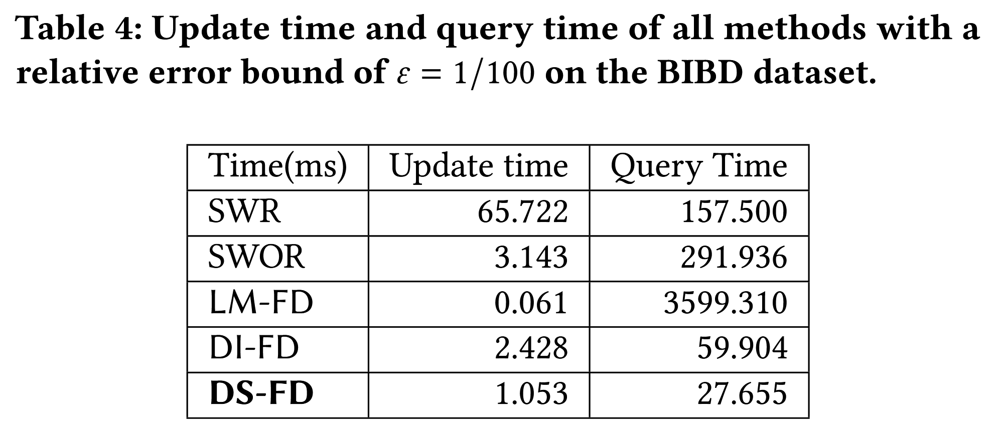 Table 4: Update time and query time of all methods with a
relative error bound of ε = 1/100 on the BIBD dataset.
Time(ms) Update time Query Time
SWR 65.722 157.500
SWOR 3.143 291.936
LM-FD 0.061 3599.310
DI-FD 2.428 59.904
DS-FD 1.053 27.655